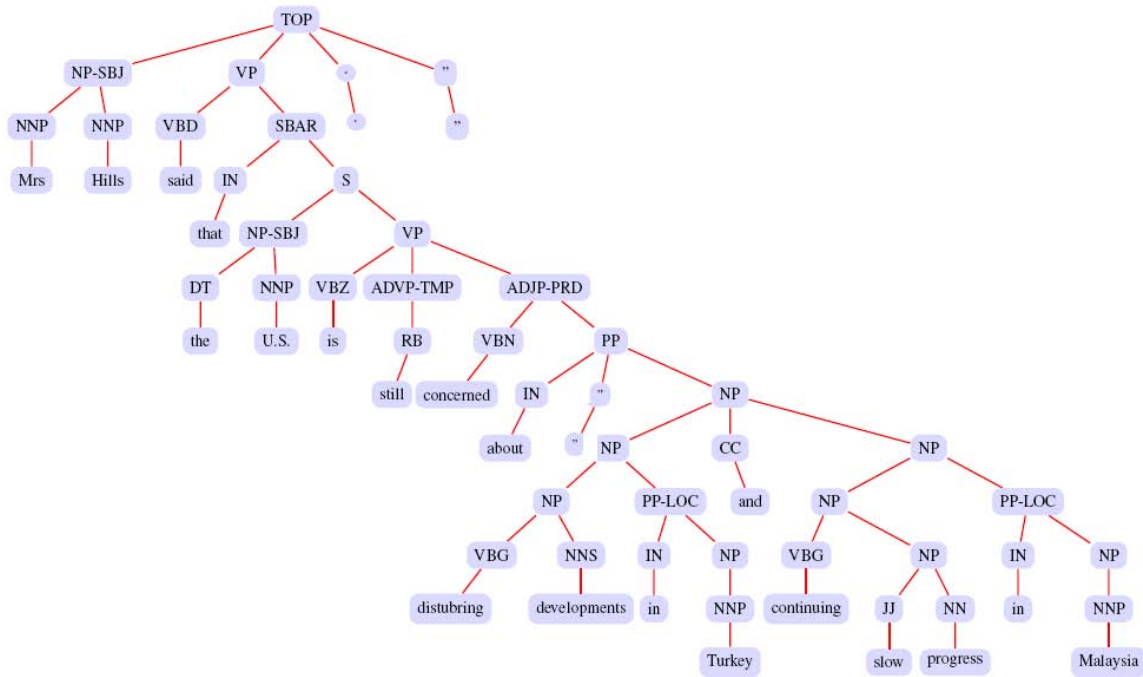 TOP
NP-SBJ VP . ”
NNP NNP VBD SBAR . ”
Mrs Hills said IN S
that NP-SBJ VP
DT NNP VBZ ADVP-TMP ADJP-PRD
the U.S. is RB VBN PP
still concerned IN ” NP
about ” NP CC NP
NP PP-LOC and NP PP-LOC
VBG NNS IN NP VBG NP IN NP
distubring developments in NNP continuing JJ NN in NNP
Turkey slow progress Malaysia